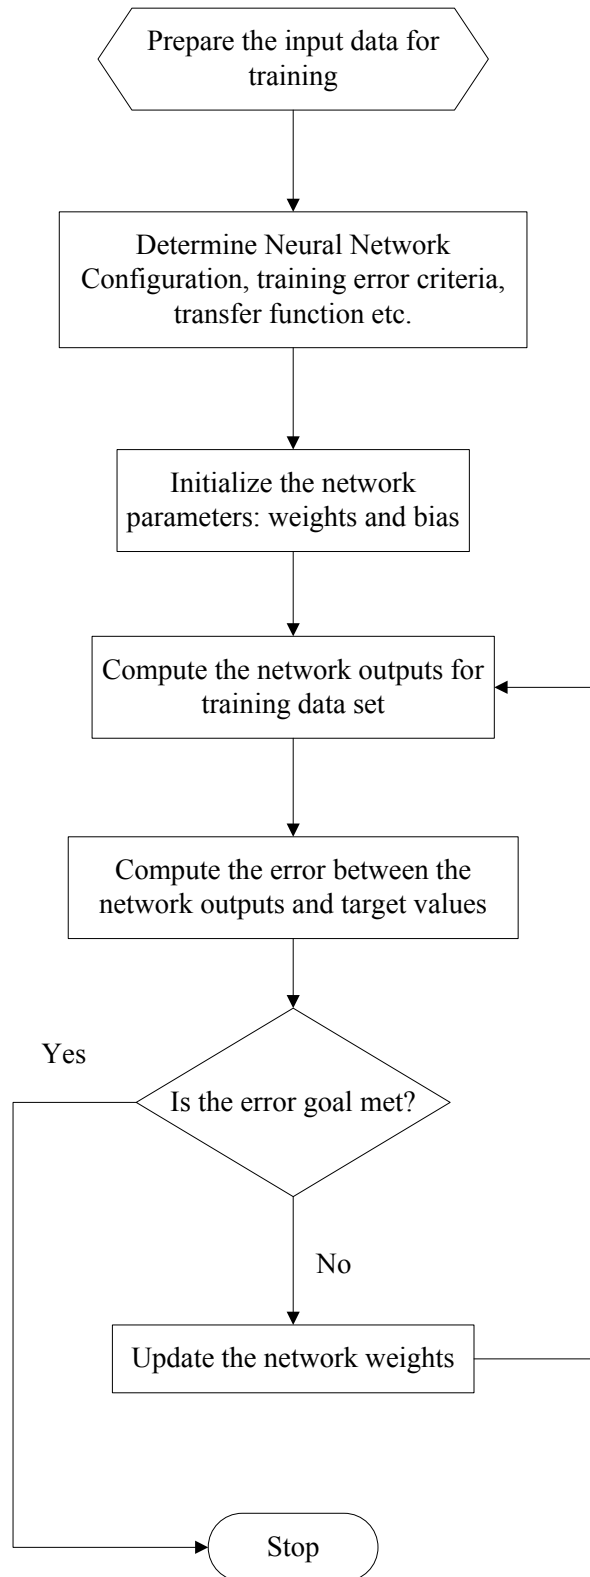 Prepare the input data for
training
Determine Neural Network
Configuration, training error criteria,
transfer function etc.
Initialize the network
parameters: weights and bias
Compute the network outputs for
training data set
Compute the error between the
network outputs and target values
Yes
Is the error goal met?
No
Update the network weights
Stop